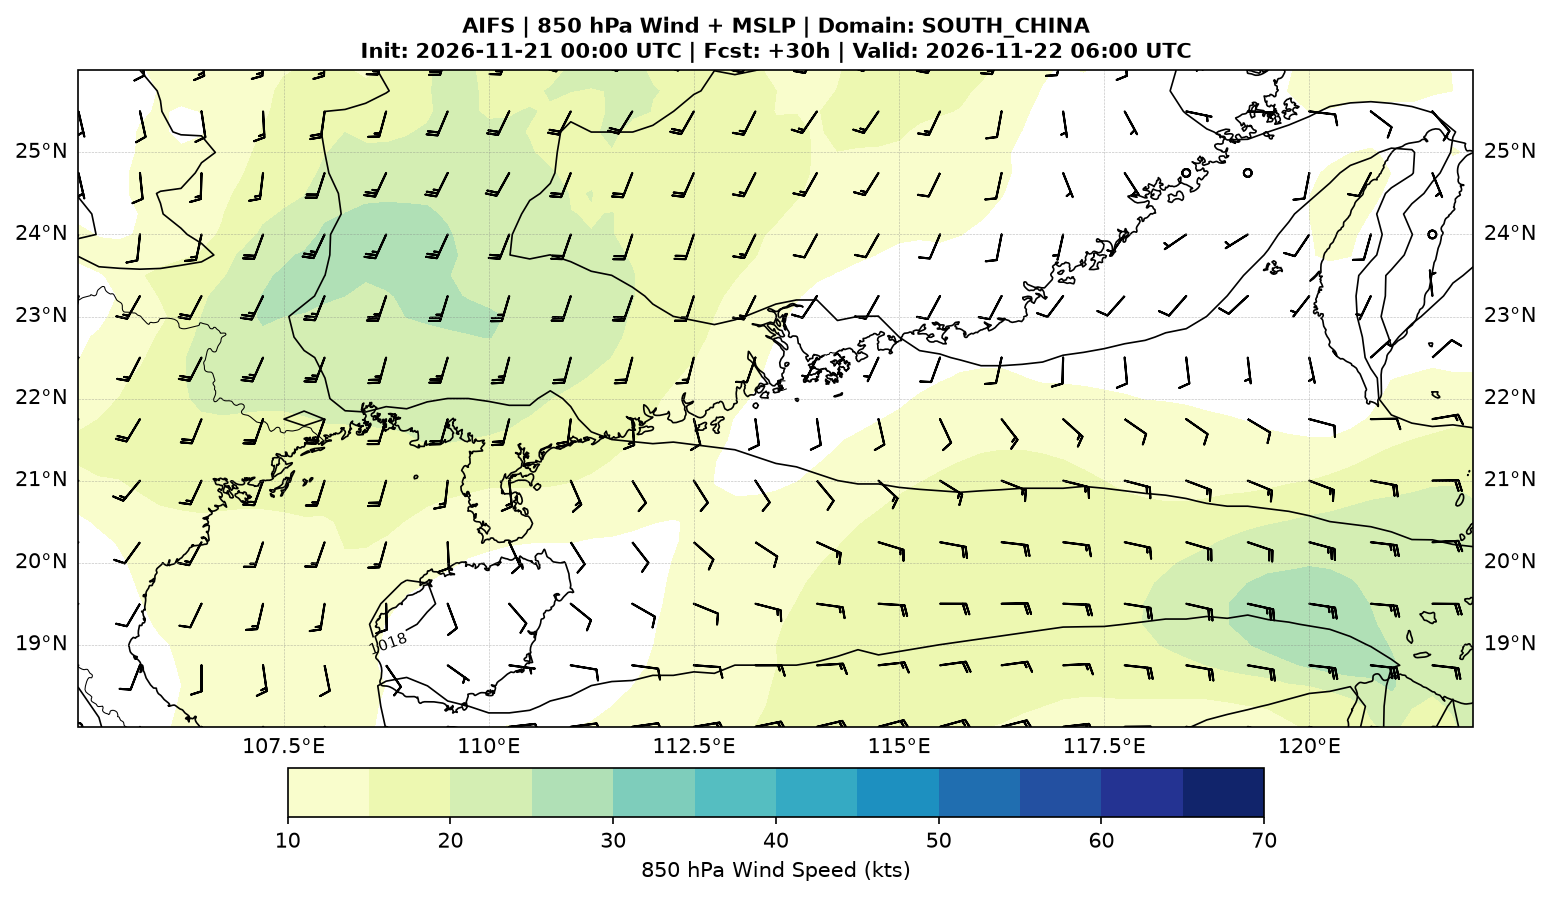 AIFS | 850 hPa Wind + MSLP | Domain: SOUTH_CHINA
Init: 2026-11-21 00:00 UTC | Fcst: +30h | Valid: 2026-11-22 06:00 UTC
25°N 25°N
24°N 24°N
23°N 23°N
22°N 22°N
21°N 21°N
20°N 20°N
19°N 1018 19°N
107.5°E 110°E 112.5°E 115°E 117.5°E 120°E
10 20 30 40 50 60 70
850 hPa Wind Speed (kts)